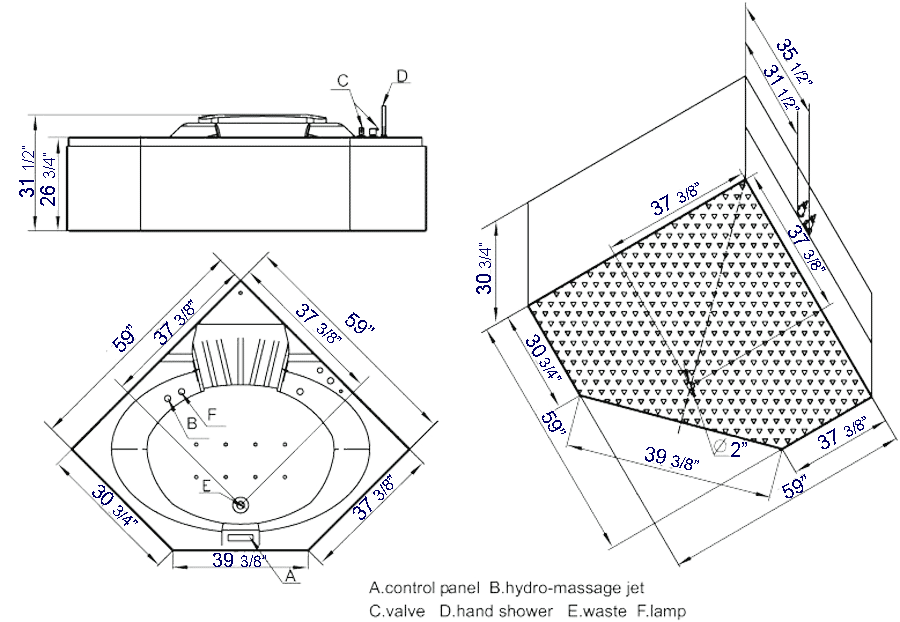 C
D
31 1/2"
26 3/4"
59"
37 3/8"
37 3/8"
59"
B
F
E
30 3/4"
37 3/8"
39 3/8"
A
35 1/2"
31 1/2"
37 3/8"
37 3/8"
30 3/4"
30 3/4"
59"
39 3/8"
∅ 2"
37 3/8"
59"
A.control panel B.hydro-massage jet
C.valve D.hand shower E.waste F.lamp